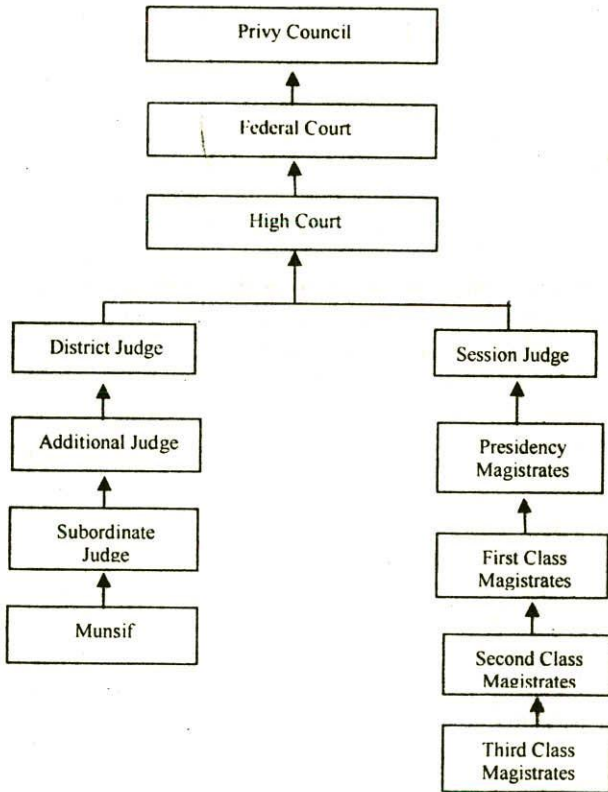 Privy Council
Federal Court
High Court
District Judge
Additional Judge
Subordinate
Judge
Munsif
Session Judge
Presidency
Magistrates
First Class
Magistrates
Second Class
Magistrates
Third Class
Magistrates